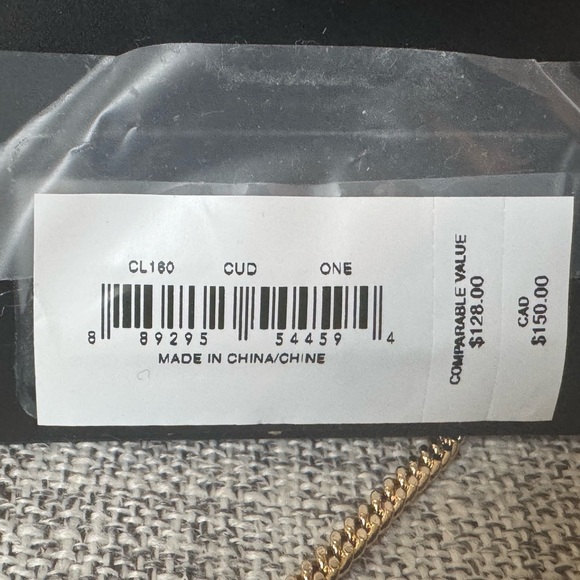 CL160 CUD ONE
8 89295 54459 4
MADE IN CHINA/CHINE
COMPARABLE VALUE
$128.00
CAD
$150.00